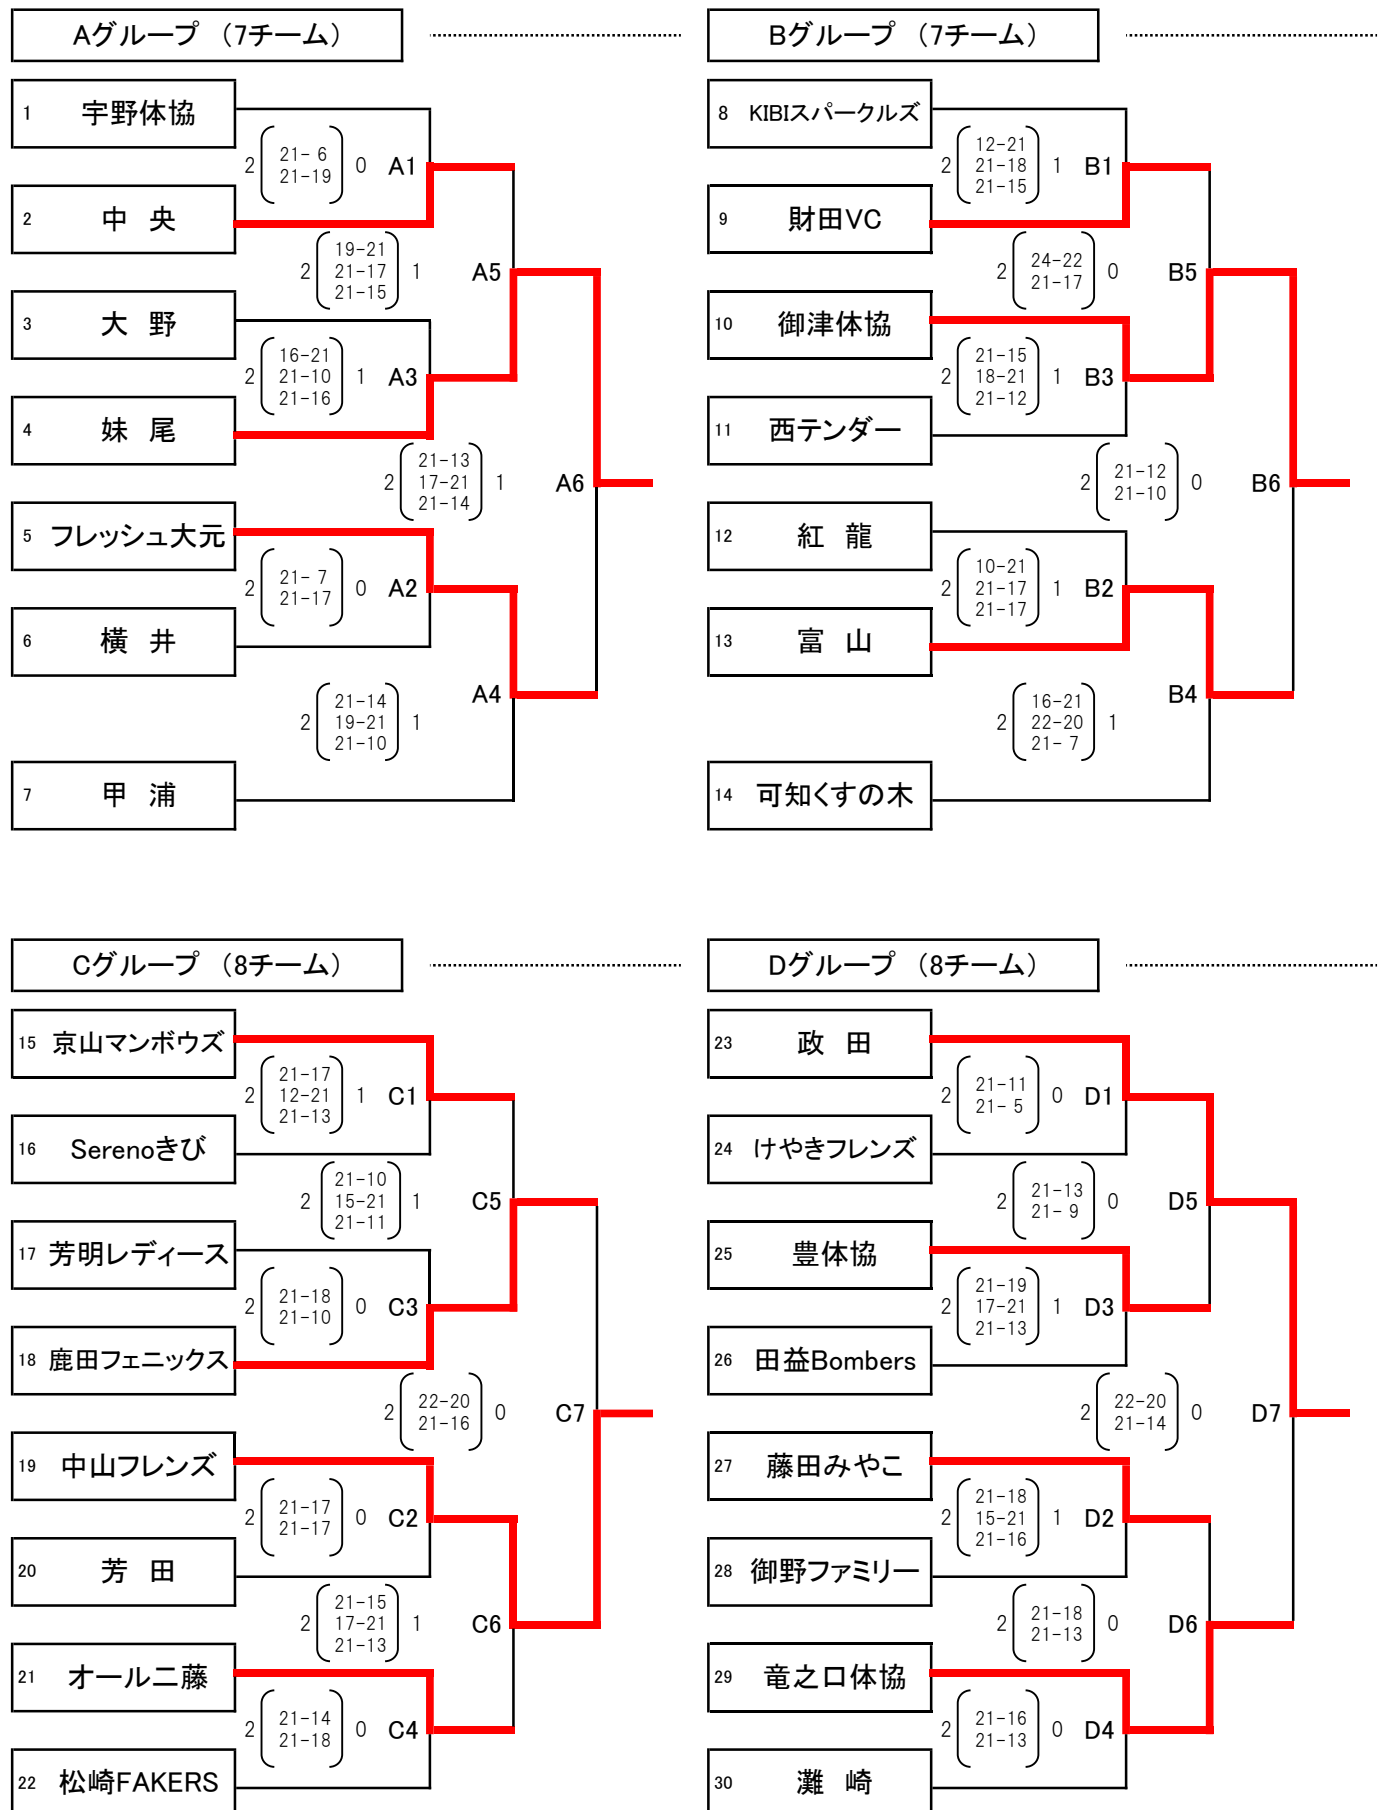 Aグループ （7チーム）
1 宇野体協
2 ( 21- 6 21-19 ) 0 A1
2 中 央
2 ( 19-21 21-17 21-15 ) 1 A5
3 大 野
2 ( 16-21 21-10 21-16 ) 1 A3
4 妹 尾
2 ( 21-13 17-21 21-14 ) 1 A6
5 フレッシュ大元
2 ( 21- 7 21-17 ) 0 A2
6 横 井
2 ( 21-14 19-21 21-10 ) 1 A4
7 甲 浦
Bグループ （7チーム）
8 KIBIスパークルズ
2 ( 12-21 21-18 21-15 ) 1 B1
9 財田VC
2 ( 24-22 21-17 ) 0 B5
10 御津体協
2 ( 21-15 18-21 21-12 ) 1 B3
11 西テンダー
2 ( 21-12 21-10 ) 0 B6
12 紅 龍
2 ( 10-21 21-17 21-17 ) 1 B2
13 富 山
2 ( 16-21 22-20 21- 7 ) 1 B4
14 可知くすの木
Cグループ （8チーム）
15 京山マンボウズ
2 ( 21-17 12-21 21-13 ) 1 C1
16 Serenoきび
2 ( 21-10 15-21 21-11 ) 1 C5
17 芳明レディース
2 ( 21-18 21-10 ) 0 C3
18 鹿田フェニックス
2 ( 22-20 21-16 ) 0 C7
19 中山フレンズ
2 ( 21-17 21-17 ) 0 C2
20 芳 田
2 ( 21-15 17-21 21-13 ) 1 C6
21 オール二藤
2 ( 21-14 21-18 ) 0 C4
22 松崎FAKERS
Dグループ （8チーム）
23 政 田
2 ( 21-11 21- 5 ) 0 D1
24 けやきフレンズ
2 ( 21-13 21- 9 ) 0 D5
25 豊体協
2 ( 21-19 17-21 21-13 ) 1 D3
26 田益Bombers
2 ( 22-20 21-14 ) 0 D7
27 藤田みやこ
2 ( 21-18 15-21 21-16 ) 1 D2
28 御野ファミリー
2 ( 21-18 21-13 ) 0 D6
29 竜之口体協
2 ( 21-16 21-13 ) 0 D4
30 灘 崎